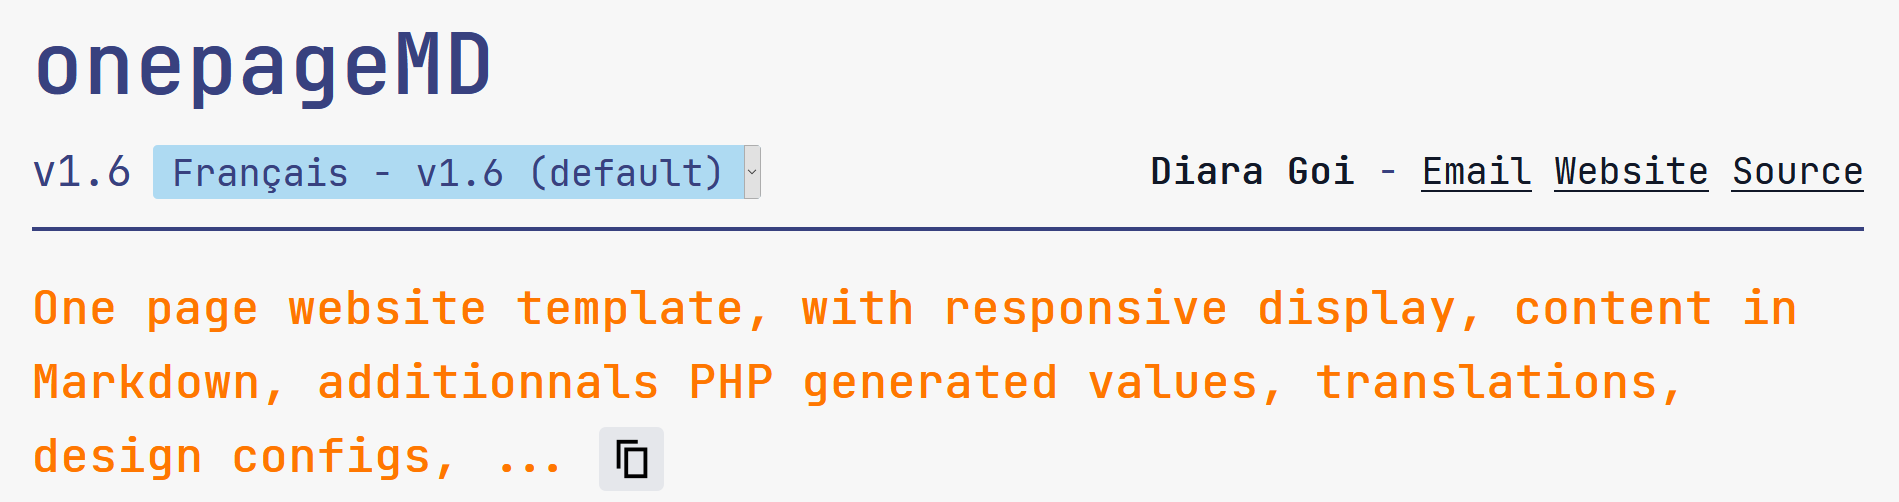 onepageMD
v1.6 Français - v1.6 (default) Diara Goi - Email Website Source
One page website template, with responsive display, content in
Markdown, additionnals PHP generated values, translations,
design configs, ...